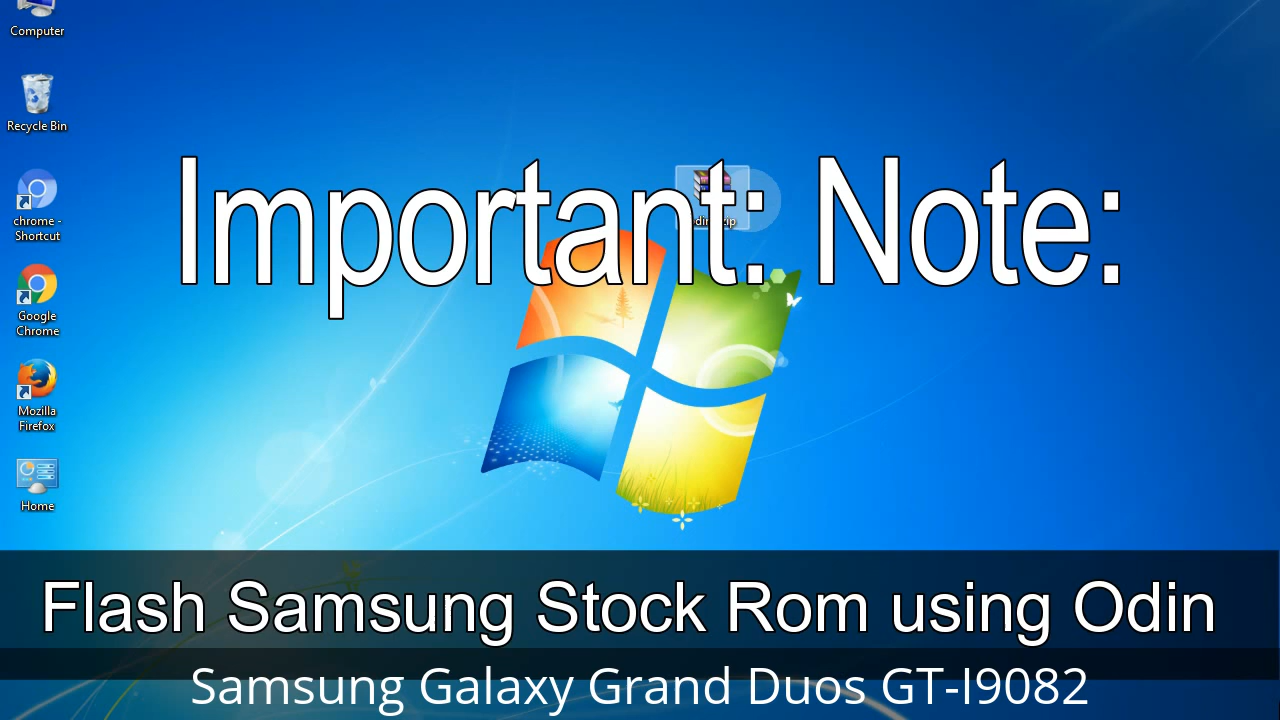 Computer
Recycle Bin
chrome -
Shortcut
Google
Chrome
Mozilla
Firefox
Home
Important: Note:
Flash Samsung Stock Rom using Odin
Samsung Galaxy Grand Duos GT-I9082